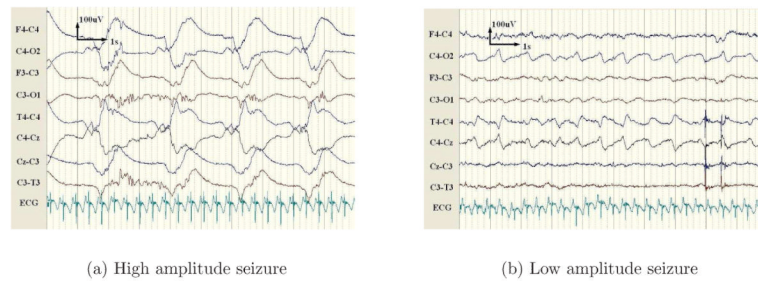 F4-C4
100uV
1s
C4-O2
F3-C3
C3-O1
T4-C4
C4-Cz
Cz-C3
C3-T3
ECG
(a) High amplitude seizure
F4-C4
100uV
1s
C4-O2
F3-C3
C3-O1
T4-C4
C4-Cz
Cz-C3
C3-T3
ECG
(b) Low amplitude seizure